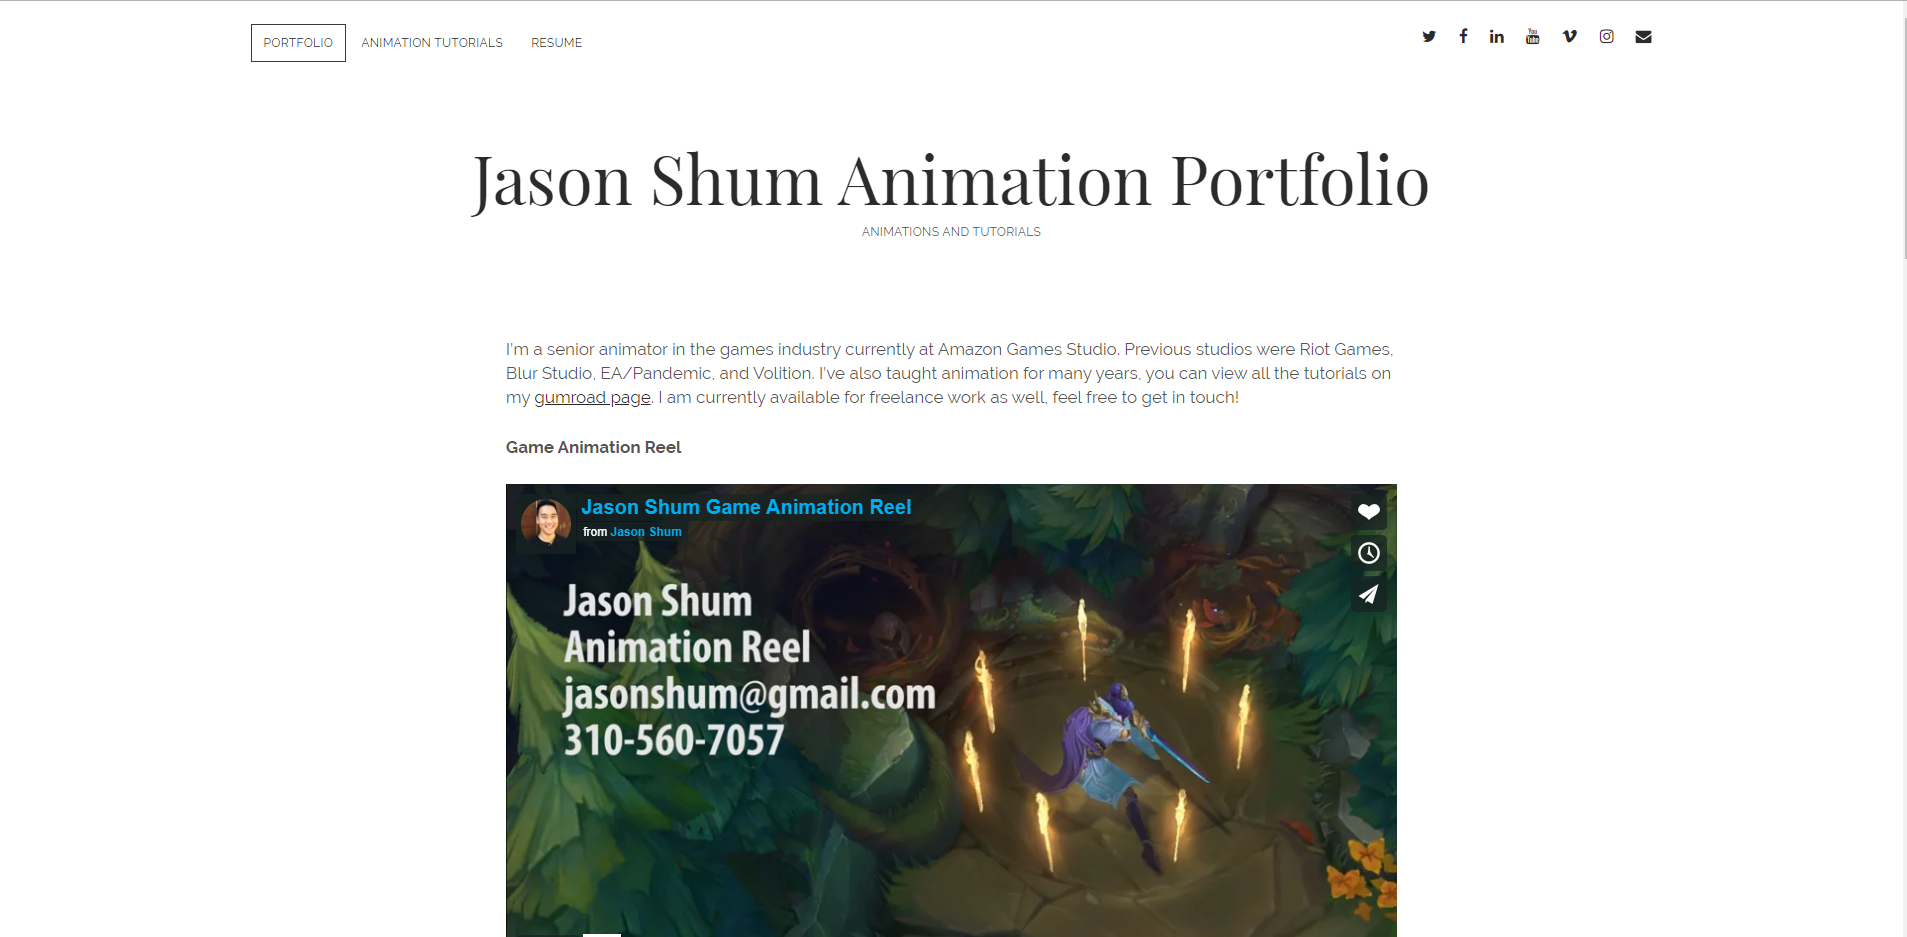 PORTFOLIO
ANIMATION TUTORIALS
RESUME
You
Tube
Jason Shum Animation Portfolio
ANIMATIONS AND TUTORIALS
I'm a senior animator in the games industry currently at Amazon Games Studio. Previous studios were Riot Games,
Blur Studio, EA/Pandemic, and Volition. I've also taught animation for many years, you can view all the tutorials on
my gumroad page. I am currently available for freelance work as well, feel free to get in touch!
Game Animation Reel
Jason Shum Game Animation Reel
from Jason Shum
Jason Shum
Animation Reel
jasonshum@gmail.com
310-560-7057